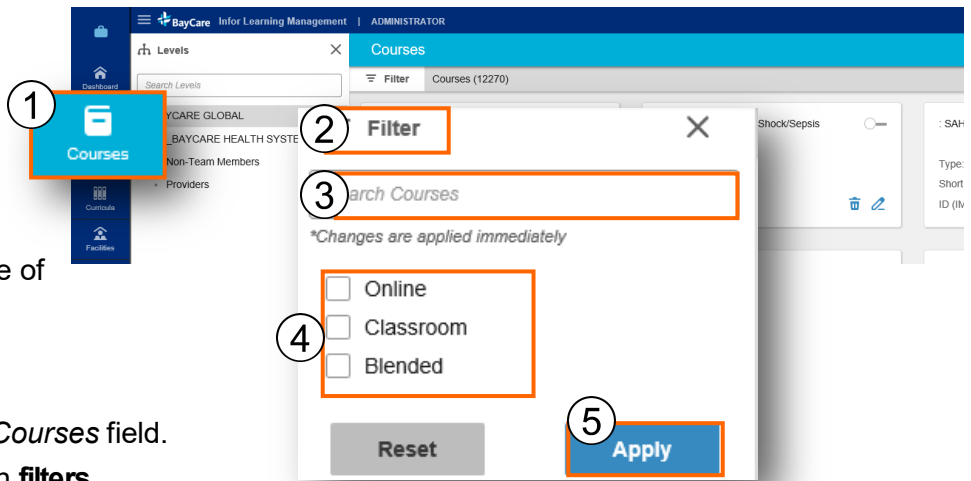 BayCare Infor Learning Management | ADMINISTRATOR
Levels
Courses
Dashboard
Search Levels
Filter
Courses (12270)
1
Courses
YCARE GLOBAL
_BAYCARE HEALTH SYSTE
Non-Team Members
Providers
Curricula
Facilities
2
Filter
3
arch Courses
*Changes are applied immediately
4
Online
Classroom
Blended
Reset
5
Apply
Shock/Sepsis
: SAH
Type:
Short
ID (IM
e of
Courses field.
n filters